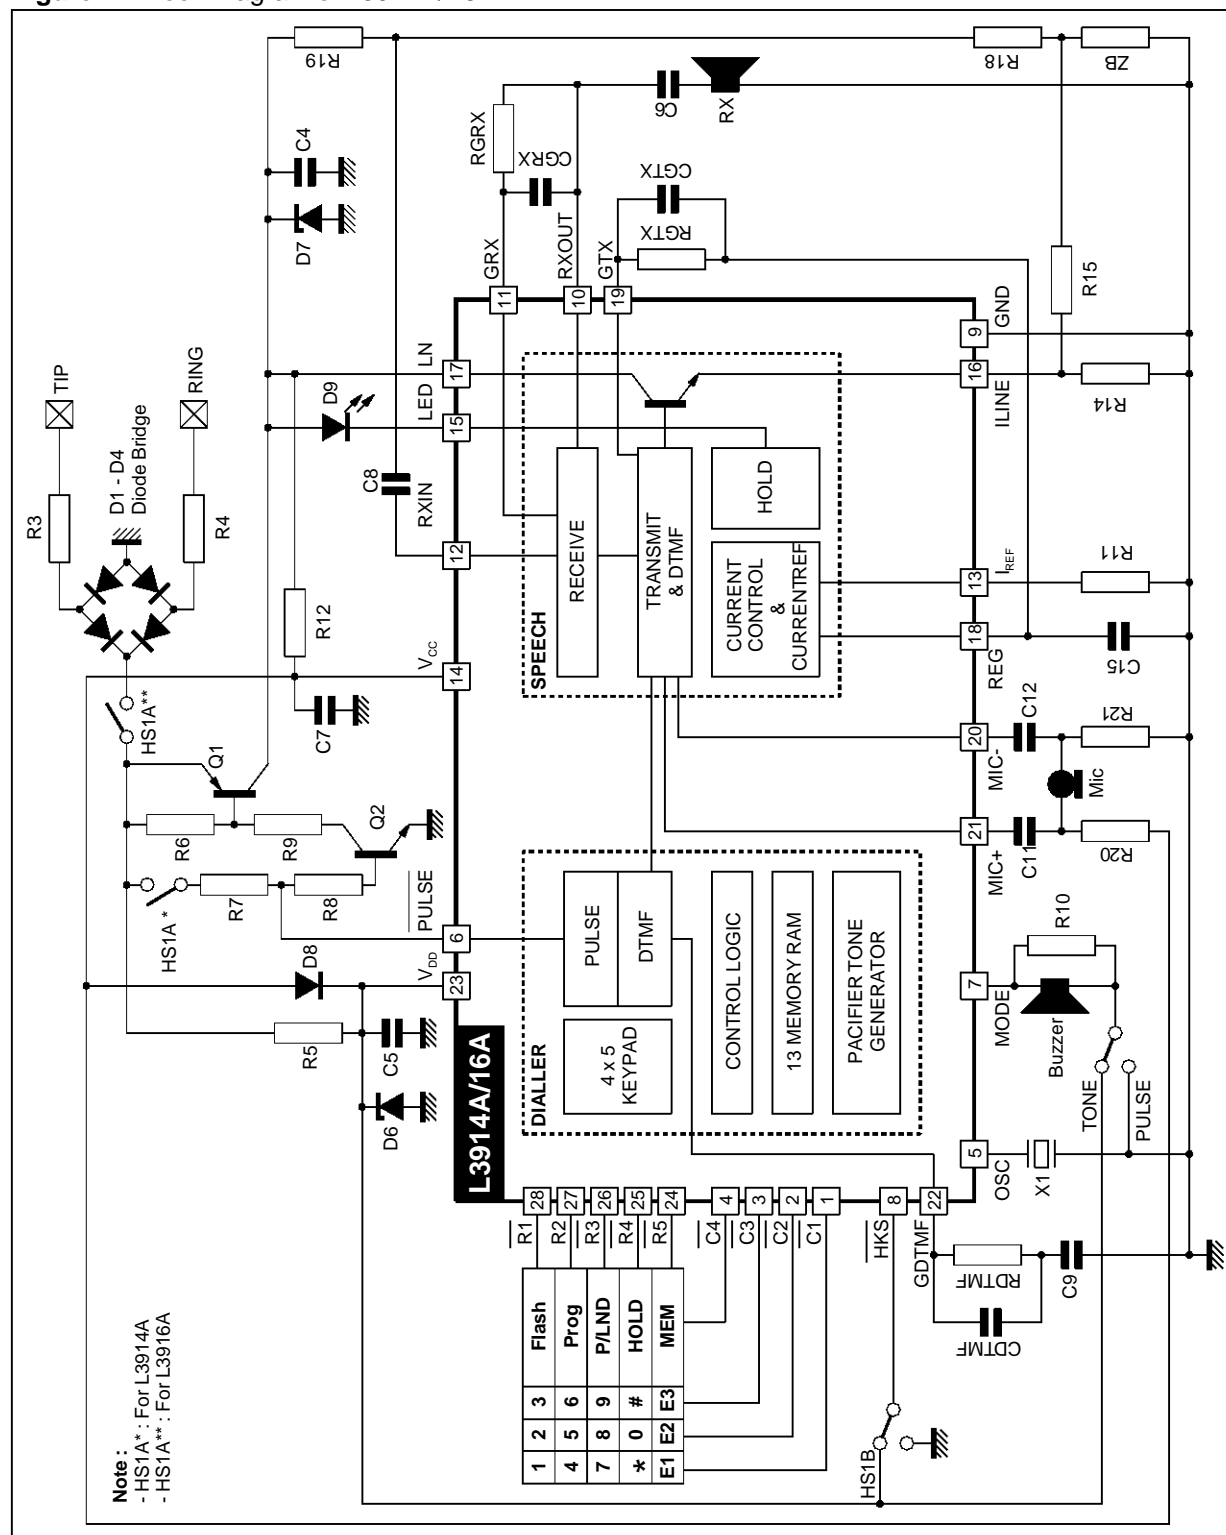 TIP
RING
R3
R4
D1 - D4
Diode Bridge
R19
R18
ZB
C4
D7
C6
RX
RGRX
CGRX
CGTX
RGTX
R15
GRX
RXOUT
GTX
11
10
19
GND
9
LN
17
LED
15
D9
ILINE
16
R14
C8
RXIN
12
R12
VCC
14
C7
SPEECH
RECEIVE
TRANSMIT
& DTMF
HOLD
CURRENT
CONTROL
&
CURRENTREF
IREF
13
R11
REG
18
C15
HS1A**
Q1
R6
R9
Q2
HS1A *
R7
R8
PULSE
6
D8
VDD
23
R5
C5
D6
MIC-
20
C12
R21
Mic
MIC+
21
C11
R20
L3914A/16A
DIALLER
PULSE
DTMF
4 x 5
KEYPAD
CONTROL LOGIC
13 MEMORY RAM
PACIFIER TONE
GENERATOR
MODE
7
R10
Buzzer
TONE
PULSE
OSC
5
X1
R1
28
R2
27
R3
26
R4
25
R5
24
C4
4
C3
3
C2
2
C1
1
HKS
8
GDTMF
22
RDTMF
CDTMF
C9
HS1B
1 2 3 Flash
4 5 6 Prog
7 8 9 P/LND
* 0 # HOLD
E1 E2 E3 MEM
Note :
- HS1A* : For L3914A
- HS1A** : For L3916A